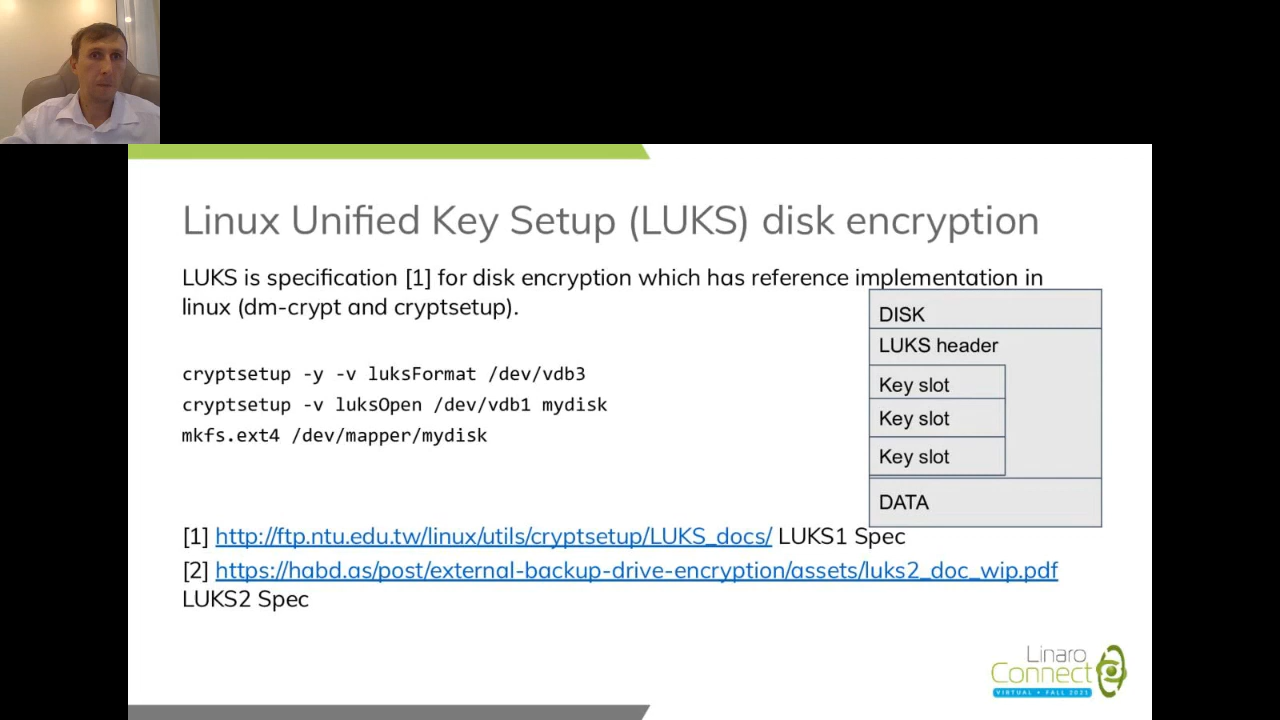 Linux Unified Key Setup (LUKS) disk encryption
LUKS is specification [1] for disk encryption which has reference implementation in
linux (dm-crypt and cryptsetup).
cryptsetup -y -v luksFormat /dev/vdb3
cryptsetup -v luksOpen /dev/vdb1 mydisk
mkfs.ext4 /dev/mapper/mydisk
DISK
LUKS header
Key slot
Key slot
Key slot
DATA
[1] http://ftp.ntu.edu.tw/linux/utils/cryptsetup/LUKS_docs/ LUKS1 Spec
[2] https://habd.as/post/external-backup-drive-encryption/assets/luks2_doc_wip.pdf
LUKS2 Spec
Linaro
Connect
VIRTUAL • FALL 2021